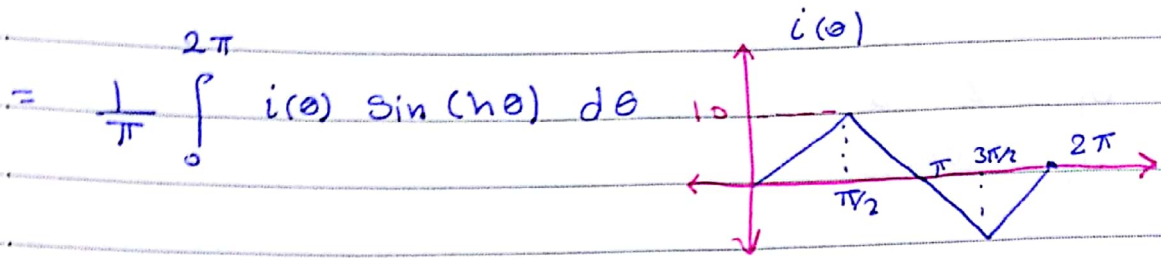 i(θ)
2π
= 1/π ∫ i(θ) sin(hθ) dθ
0
10
π/2
π
3π/2
2π